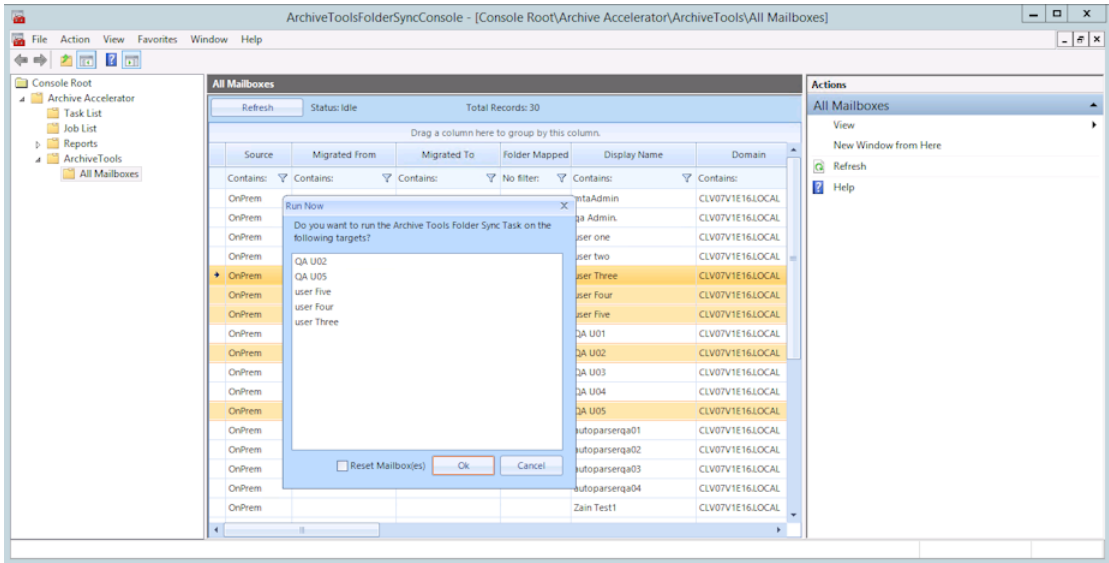 ArchiveToolsFolderSyncConsole - [Console Root\Archive Accelerator\ArchiveTools\All Mailboxes]
File Action View Favorites Window Help
Console Root
Archive Accelerator
Task List
Job List
Reports
ArchiveTools
All Mailboxes
All Mailboxes
Refresh Status: Idle Total Records: 30
Drag a column here to group by this column.
Source Migrated From Migrated To Folder Mapped Display Name Domain
Contains: Contains: Contains: No filter: Contains: Contains:
OnPrem mtaAdmin CLV07V1E16.LOCAL
OnPrem qa Admin. CLV07V1E16.LOCAL
OnPrem user one CLV07V1E16.LOCAL
OnPrem user two CLV07V1E16.LOCAL
OnPrem user Three CLV07V1E16.LOCAL
OnPrem user Four CLV07V1E16.LOCAL
OnPrem user Five CLV07V1E16.LOCAL
OnPrem QA U01 CLV07V1E16.LOCAL
OnPrem QA U02 CLV07V1E16.LOCAL
OnPrem QA U03 CLV07V1E16.LOCAL
OnPrem QA U04 CLV07V1E16.LOCAL
OnPrem QA U05 CLV07V1E16.LOCAL
OnPrem autoparserqa01 CLV07V1E16.LOCAL
OnPrem autoparserqa02 CLV07V1E16.LOCAL
OnPrem autoparserqa03 CLV07V1E16.LOCAL
OnPrem autoparserqa04 CLV07V1E16.LOCAL
OnPrem Zain Test1 CLV07V1E16.LOCAL
Run Now
Do you want to run the Archive Tools Folder Sync Task on the
following targets?
QA U02
QA U05
user Five
user Four
user Three
Reset Mailbox(es) Ok Cancel
Actions
All Mailboxes
View
New Window from Here
Refresh
Help